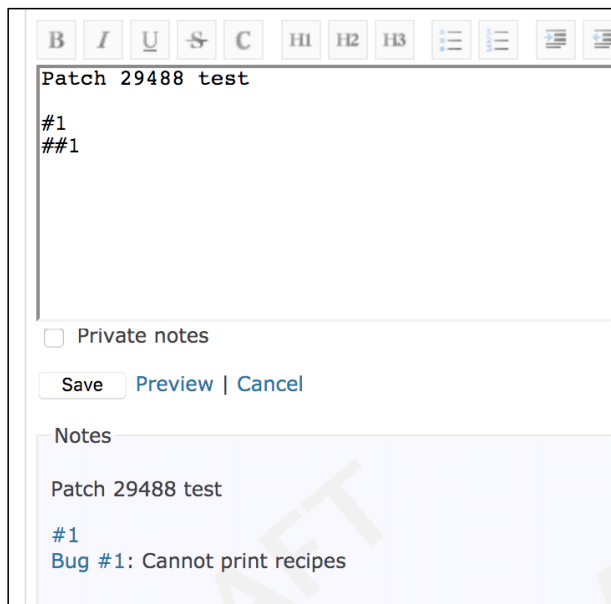 B I U S C H1 H2 H3
Patch 29488 test
#1
##1
Private notes
Save Preview | Cancel
Notes
Patch 29488 test
#1
Bug #1: Cannot print recipes